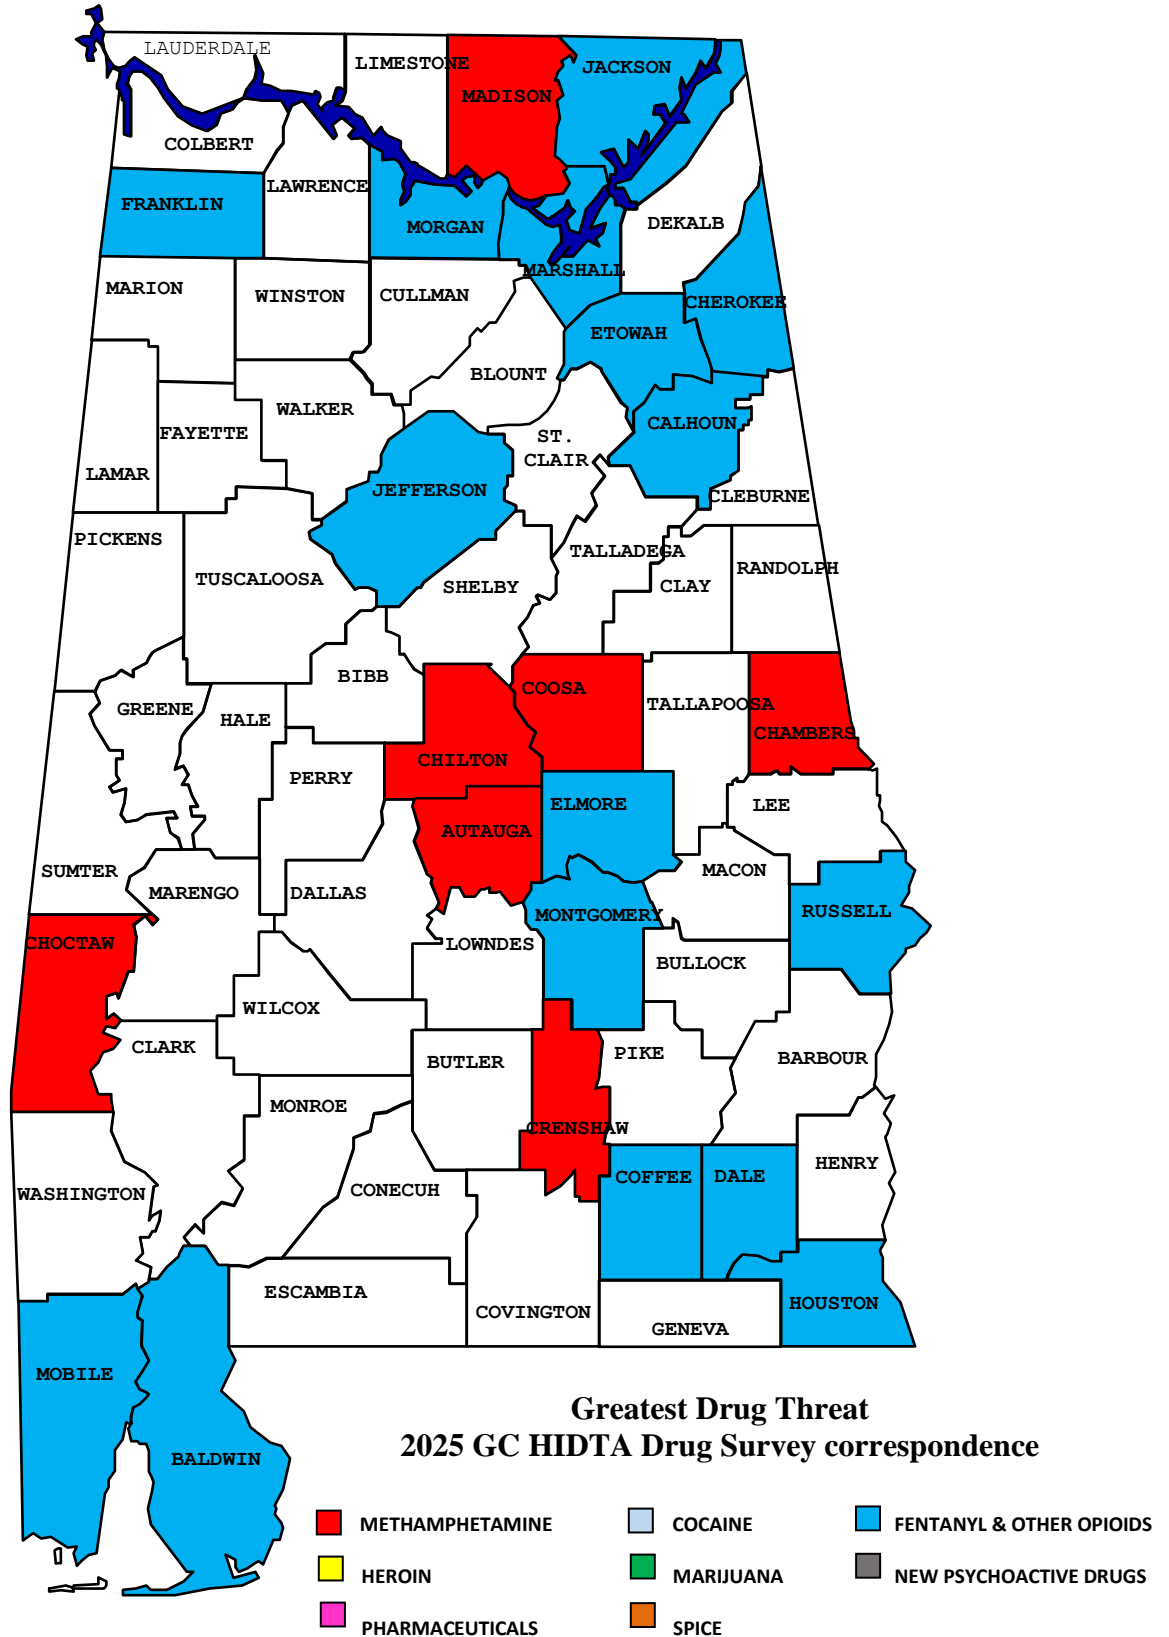 LAUDERDALE
LIMESTONE
MADISON
JACKSON
COLBERT
FRANKLIN
LAWRENCE
MORGAN
DEKALB
MARSHALL
MARION
WINSTON
CULLMAN
CHEROKEE
ETOWAH
BLOUNT
WALKER
CALHOUN
FAYETTE
ST.
CLAIR
LAMAR
JEFFERSON
CLEBURNE
PICKENS
TUSCALOOSA
TALLADEGA
RANDOLPH
SHELBY
CLAY
BIBB
COOSA
TALLAPOOSA
GREENE
HALE
CHAMBERS
CHILTON
PERRY
ELMORE
LEE
AUTAUGA
SUMTER
MACON
MARENGO
DALLAS
MONTGOMERY
RUSSELL
CHOCTAW
LOWNDES
BULLOCK
WILCOX
CLARK
BUTLER
PIKE
BARBOUR
MONROE
CRENSHAW
HENRY
COFFEE
DALE
WASHINGTON
CONECUH
ESCAMBIA
COVINGTON
HOUSTON
GENEVA
MOBILE
BALDWIN
Greatest Drug Threat
2025 GC HIDTA Drug Survey correspondence
METHAMPHETAMINE
COCAINE
FENTANYL & OTHER OPIOIDS
HEROIN
MARIJUANA
NEW PSYCHOACTIVE DRUGS
PHARMACEUTICALS
SPICE